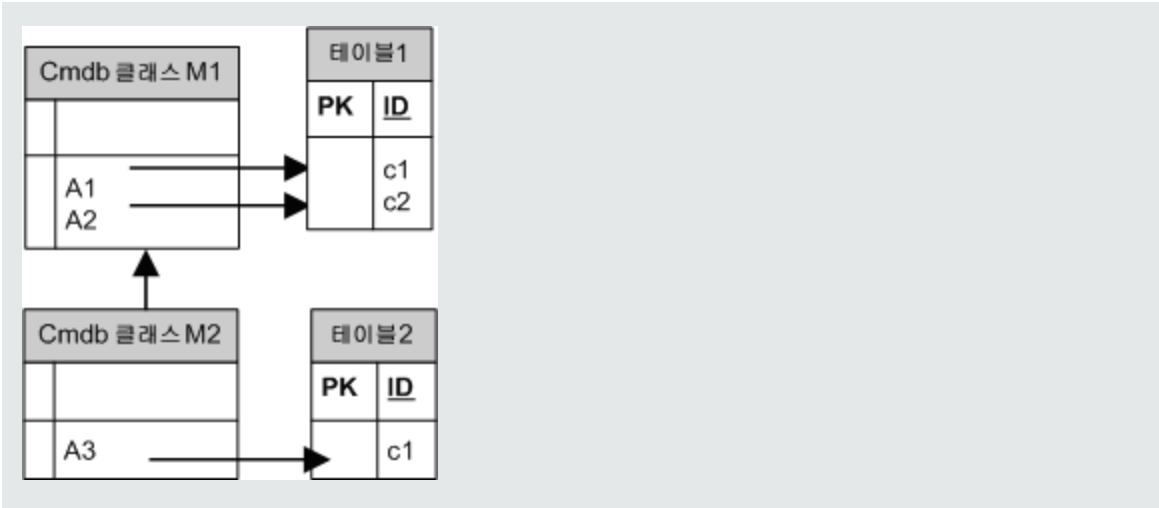 Cmdb 클래스 M1
A1
A2
테이블1
PK ID
c1
c2
Cmdb 클래스 M2
A3
테이블2
PK ID
c1